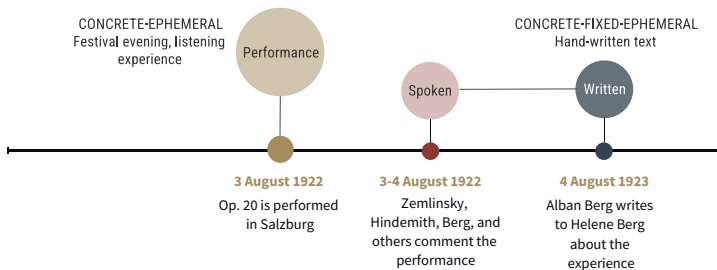 CONCRETE-EPHEMERAL
Festival evening, listening
experience
Performance
CONCRETE-FIXED-EPHEMERAL
Hand-written text
Spoken
Written
3 August 1922
Op. 20 is performed
in Salzburg
3-4 August 1922
Zemlinsky,
Hindemith, Berg, and
others comment the
performance
4 August 1923
Alban Berg writes
to Helene Berg
about the
experience